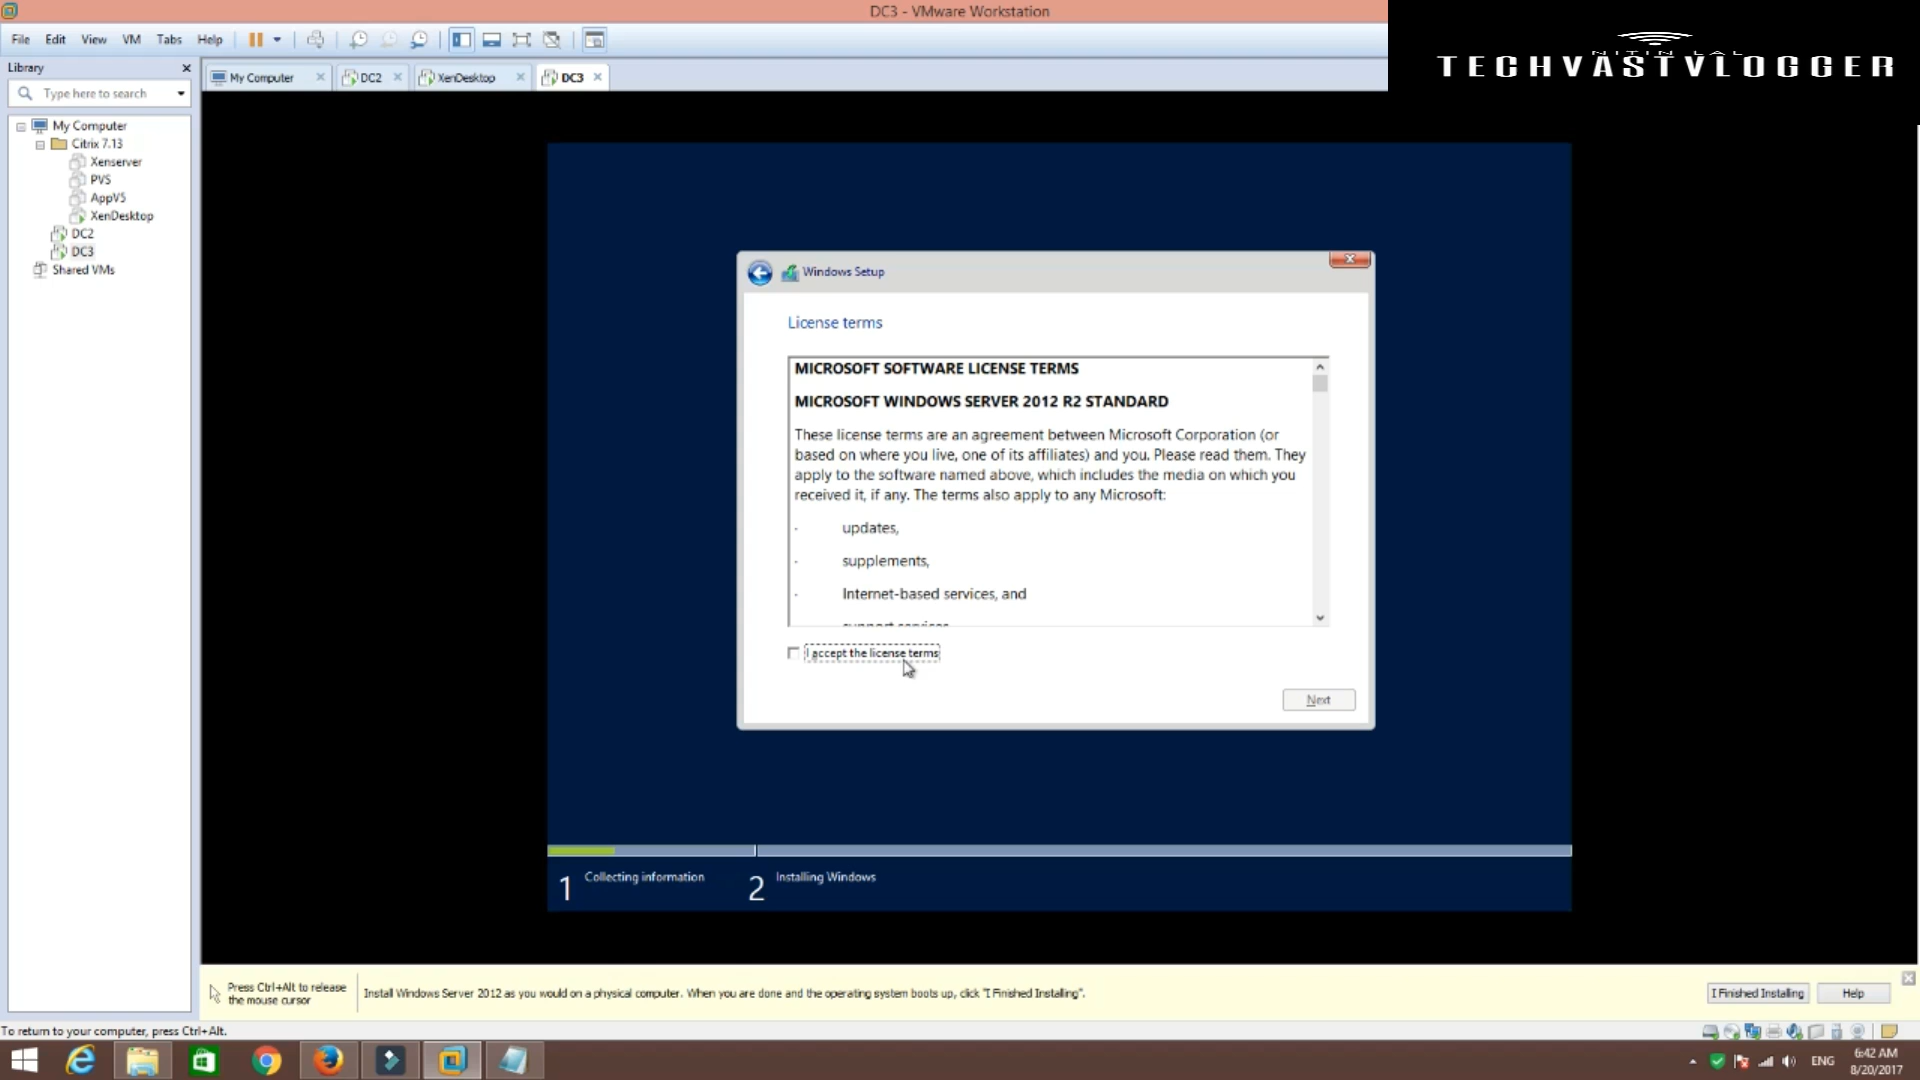 DC3 - VMware Workstation
File Edit View VM Tabs Help
NITIN LAL
TECHVASTVLOGGER
Library
Type here to search
My Computer
DC2
XenDesktop
DC3
My Computer
Citrix 7.13
Xenserver
PVS
AppV5
XenDesktop
DC2
DC3
Shared VMs
Windows Setup
License terms
MICROSOFT SOFTWARE LICENSE TERMS
MICROSOFT WINDOWS SERVER 2012 R2 STANDARD
These license terms are an agreement between Microsoft Corporation (or
based on where you live, one of its affiliates) and you. Please read them. They
apply to the software named above, which includes the media on which you
received it, if any. The terms also apply to any Microsoft:
· updates,
· supplements,
· Internet-based services, and
support services
I accept the license terms
Next
1 Collecting information
2 Installing Windows
Press Ctrl+Alt to release
the mouse cursor
Install Windows Server 2012 as you would on a physical computer. When you are done and the operating system boots up, click "I Finished Installing".
I Finished Installing
Help
To return to your computer, press Ctrl+Alt.
ENG
6:42 AM
8/20/2017